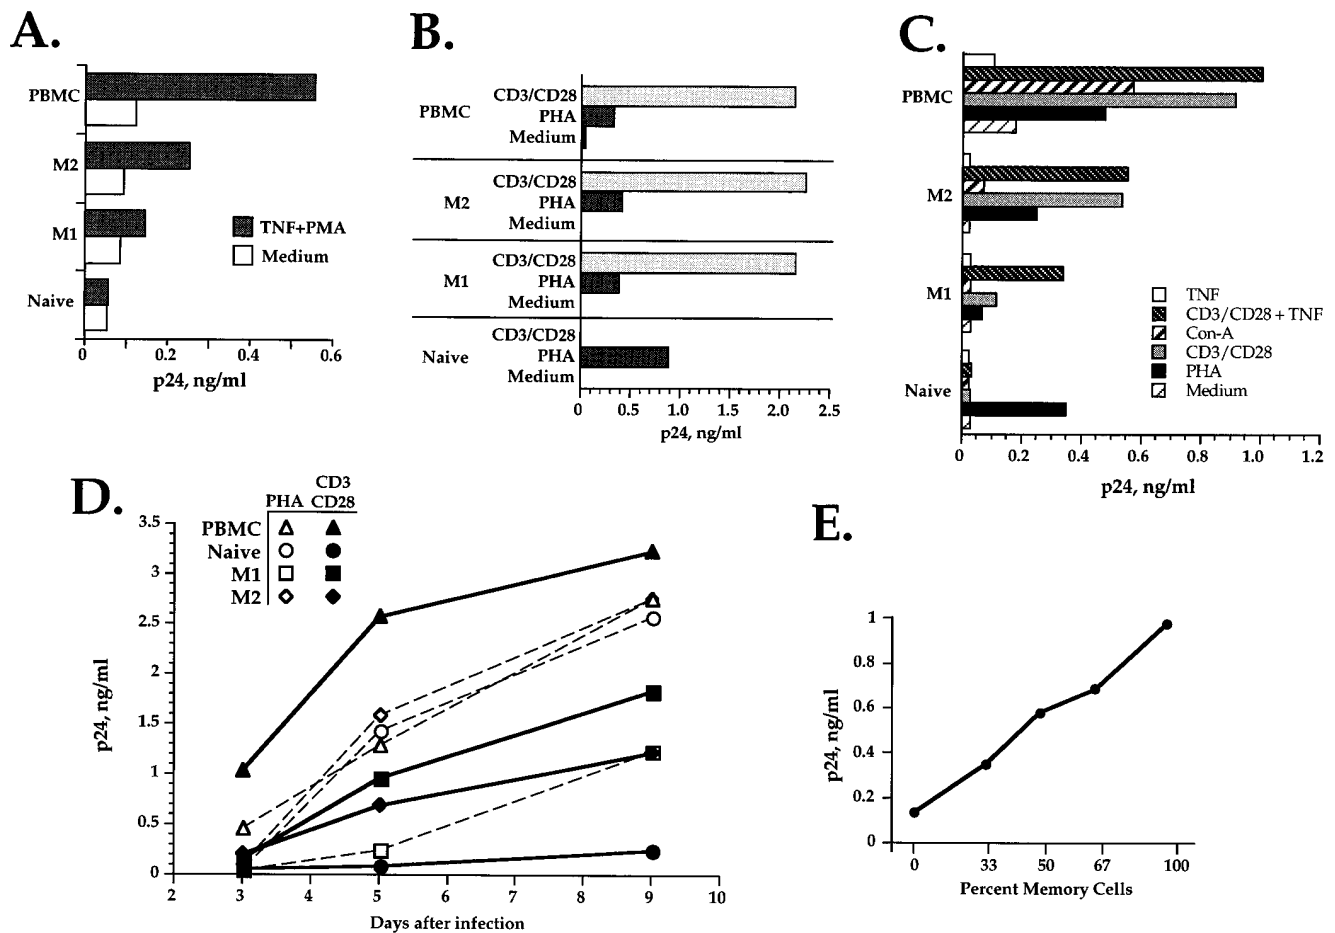 A.
PBMC
M2
M1
Naive
TNF+PMA
Medium
0 0.2 0.4 0.6
p24, ng/ml
B.
PBMC
CD3/CD28
PHA
Medium
M2
CD3/CD28
PHA
Medium
M1
CD3/CD28
PHA
Medium
Naive
CD3/CD28
PHA
Medium
0 0.5 1.0 1.5 2.0 2.5
p24, ng/ml
C.
PBMC
M2
M1
Naive
TNF
CD3/CD28+TNF
Con-A
CD3/CD28
PHA
Medium
0 0.2 0.4 0.6 0.8 1.0 1.2
p24, ng/ml
D.
CD3
PHA CD28
PBMC
Naive
M1
M2
3.5
3
2.5
2
1.5
1
0.5
0
p24, ng/ml
2 3 4 5 6 7 8 9 10
Days after infection
E.
1
0.8
0.6
0.4
0.2
0
p24, ng/ml
0 33 50 67 100
Percent Memory Cells